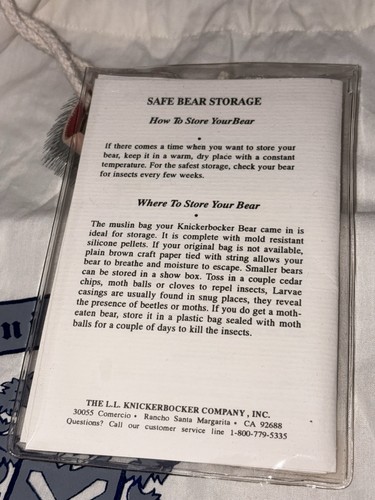 SAFE BEAR STORAGE
How To Store Your Bear
If there comes a time when you want to store your
bear, keep it in a warm, dry place with a constant
temperature. For the safest storage, check your bear
for insects every few weeks.
Where To Store Your Bear
The muslin bag your Knickerbocker Bear came in is
ideal for storage. It is complete with mold resistant
silicone pellets. If your original bag is not available,
plain brown craft paper tied with string allows your
bear to breathe and moisture to escape. Smaller bears
can be stored in a show box. Toss in a couple cedar
chips, moth balls or cloves to repel insects, Larvae
casings are usually found in snug places, they reveal
the presence of beetles or moths. If you do get a moth-
eaten bear, store it in a plastic bag sealed with moth
balls for a couple of days to kill the insects.
THE L.L. KNICKERBOCKER COMPANY, INC.
30055 Comercio • Rancho Santa Margarita • CA 92688
Questions? Call our customer service line 1-800-779-5335